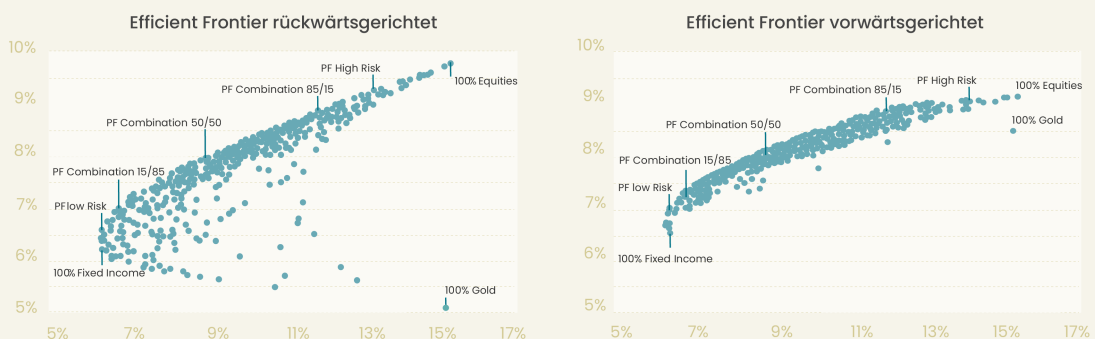 Efficient Frontier rückwärtsgerichtet
10%
9%
8%
7%
6%
5%
PF High Risk
100% Equities
PF Combination 85/15
PF Combination 50/50
PF Combination 15/85
PF low Risk
100% Fixed Income
100% Gold
5%
7%
9%
11%
13%
15%
17%
Efficient Frontier vorwärtsgerichtet
10%
9%
8%
7%
6%
5%
PF High Risk
100% Equities
PF Combination 85/15
100% Gold
PF Combination 50/50
PF Combination 15/85
PF low Risk
100% Fixed Income
5%
7%
9%
11%
13%
15%
17%